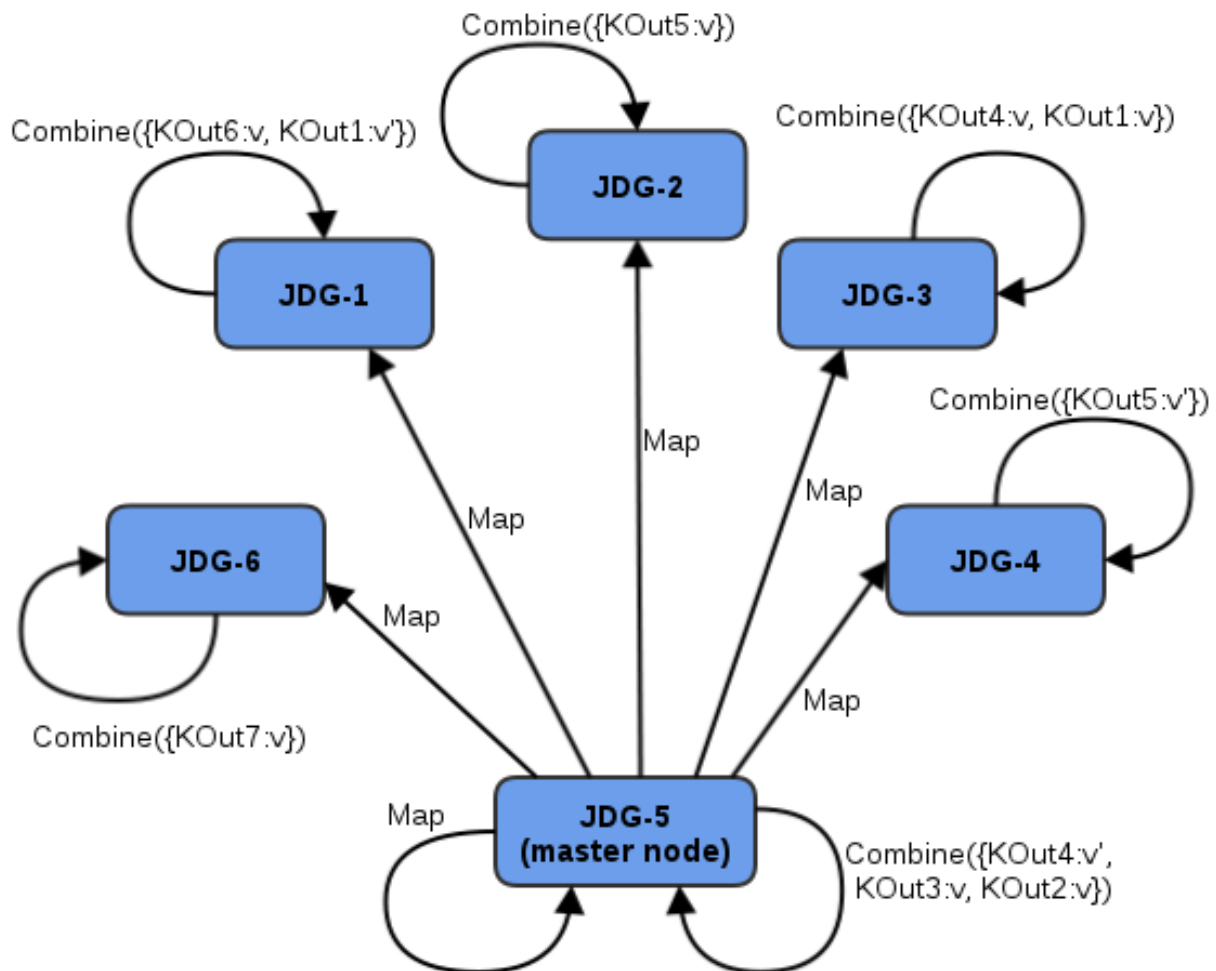 Combine({KOut5:v})
Combine({KOut6:v, KOut1:v'})
Combine({KOut4:v, KOut1:v})
JDG-2
JDG-1
JDG-3
Combine({KOut5:v'})
Map
Map
Map
JDG-6
JDG-4
Map
Map
Combine({KOut7:v})
Map
JDG-5
(master node)
Combine({KOut4:v',
KOut3:v, KOut2:v})